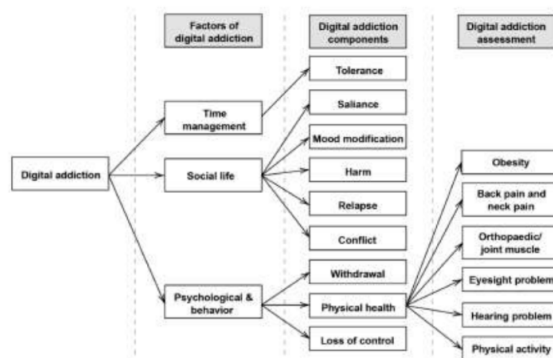 Factors of
digital addiction
Digital addiction
components
Digital addiction
assessment
Digital addiction
Time
management
Social life
Psychological &
behavior
Tolerance
Saliance
Mood modification
Harm
Relapse
Conflict
Withdrawal
Physical health
Loss of control
Obesity
Back pain and
neck pain
Orthopaedic/
joint muscle
Eyesight problem
Hearing problem
Physical activity